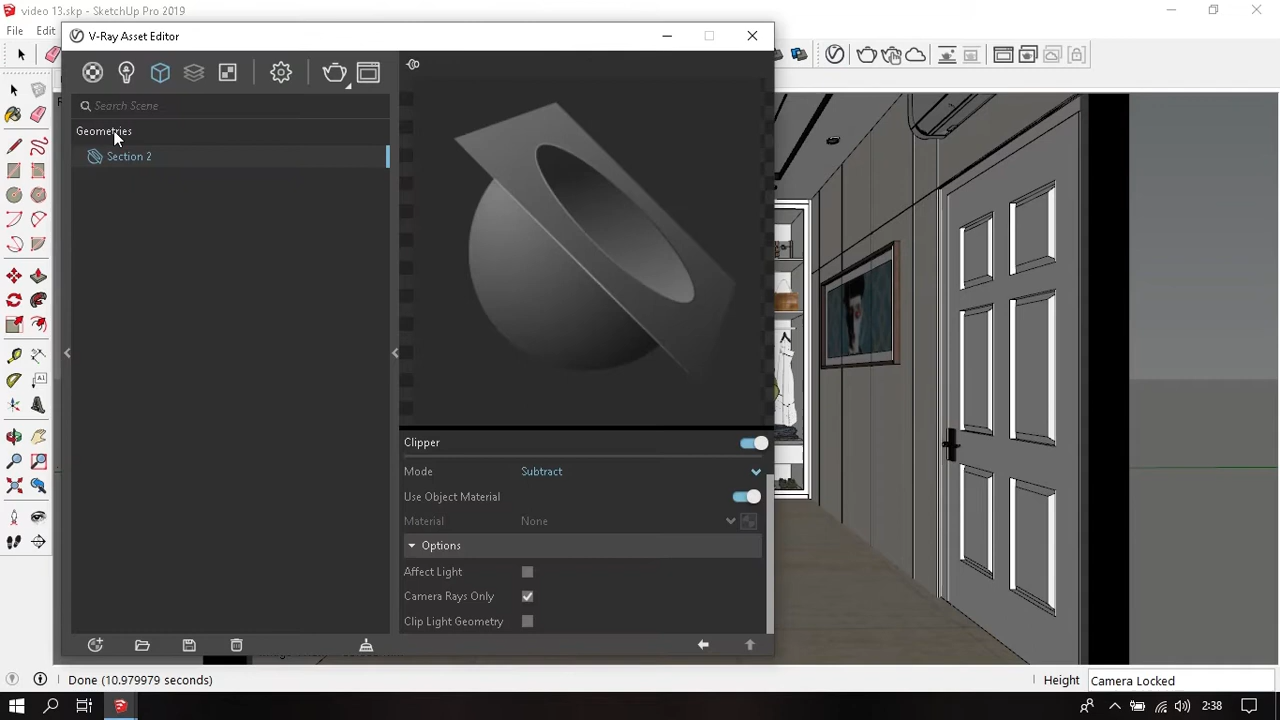 video 13.skp - SketchUp Pro 2019
File Edit
V-Ray Asset Editor
Search Scene
Geometries
Section 2
Clipper
Mode Subtract
Use Object Material
Material None
Options
Affect Light
Camera Rays Only
Clip Light Geometry
Done (10.979979 seconds)
Height Camera Locked
2:38